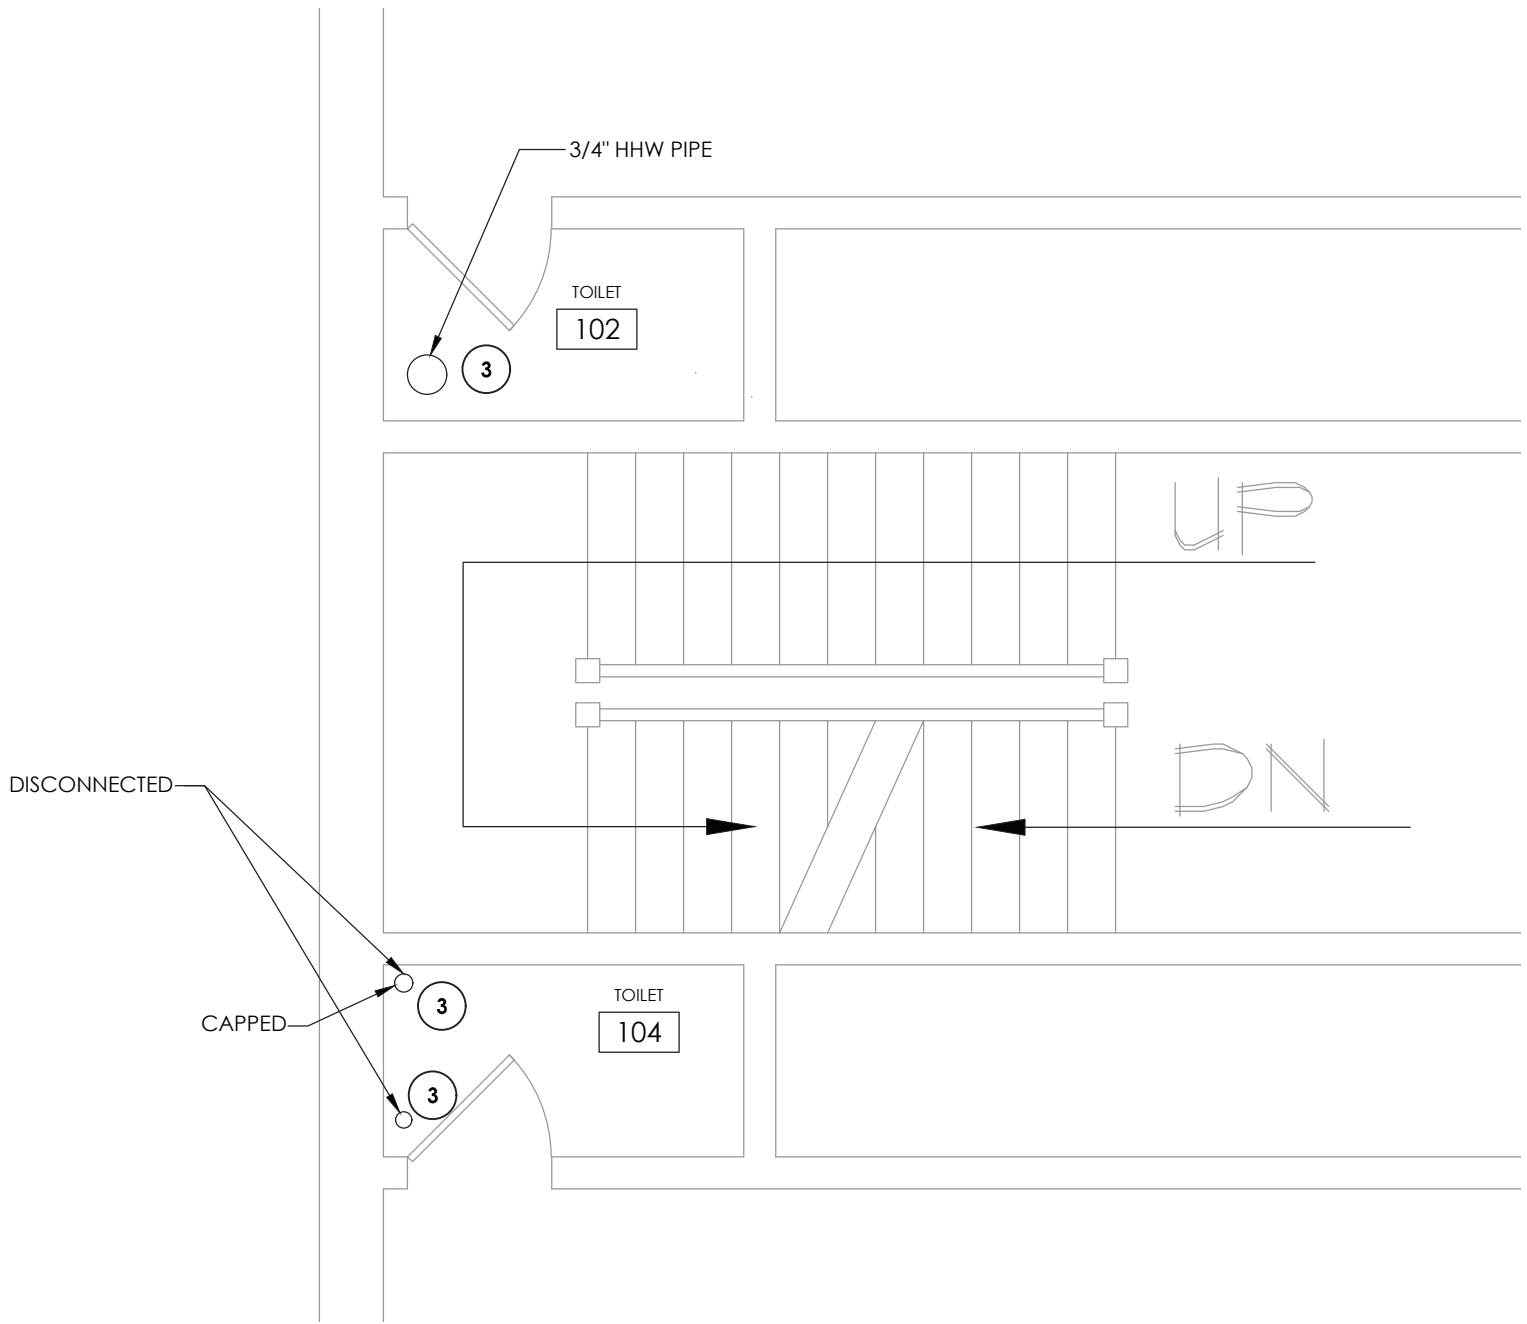 3/4" HHW PIPE
TOILET
102
3
UP
DISCONNECTED
DN
3
CAPPED
TOILET
104
3